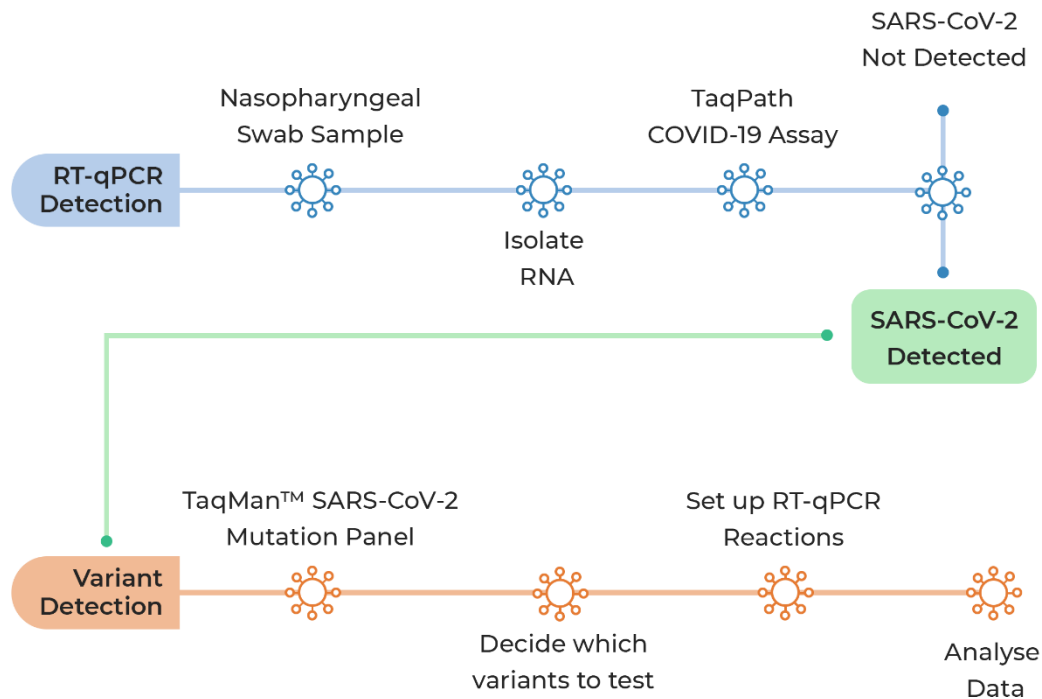 SARS-CoV-2
Not Detected
Nasopharyngeal
Swab Sample
TaqPath
COVID-19 Assay
RT-qPCR
Detection
Isolate
RNA
SARS-CoV-2
Detected
TaqMan™ SARS-CoV-2
Mutation Panel
Set up RT-qPCR
Reactions
Variant
Detection
Decide which
variants to test
Analyse
Data